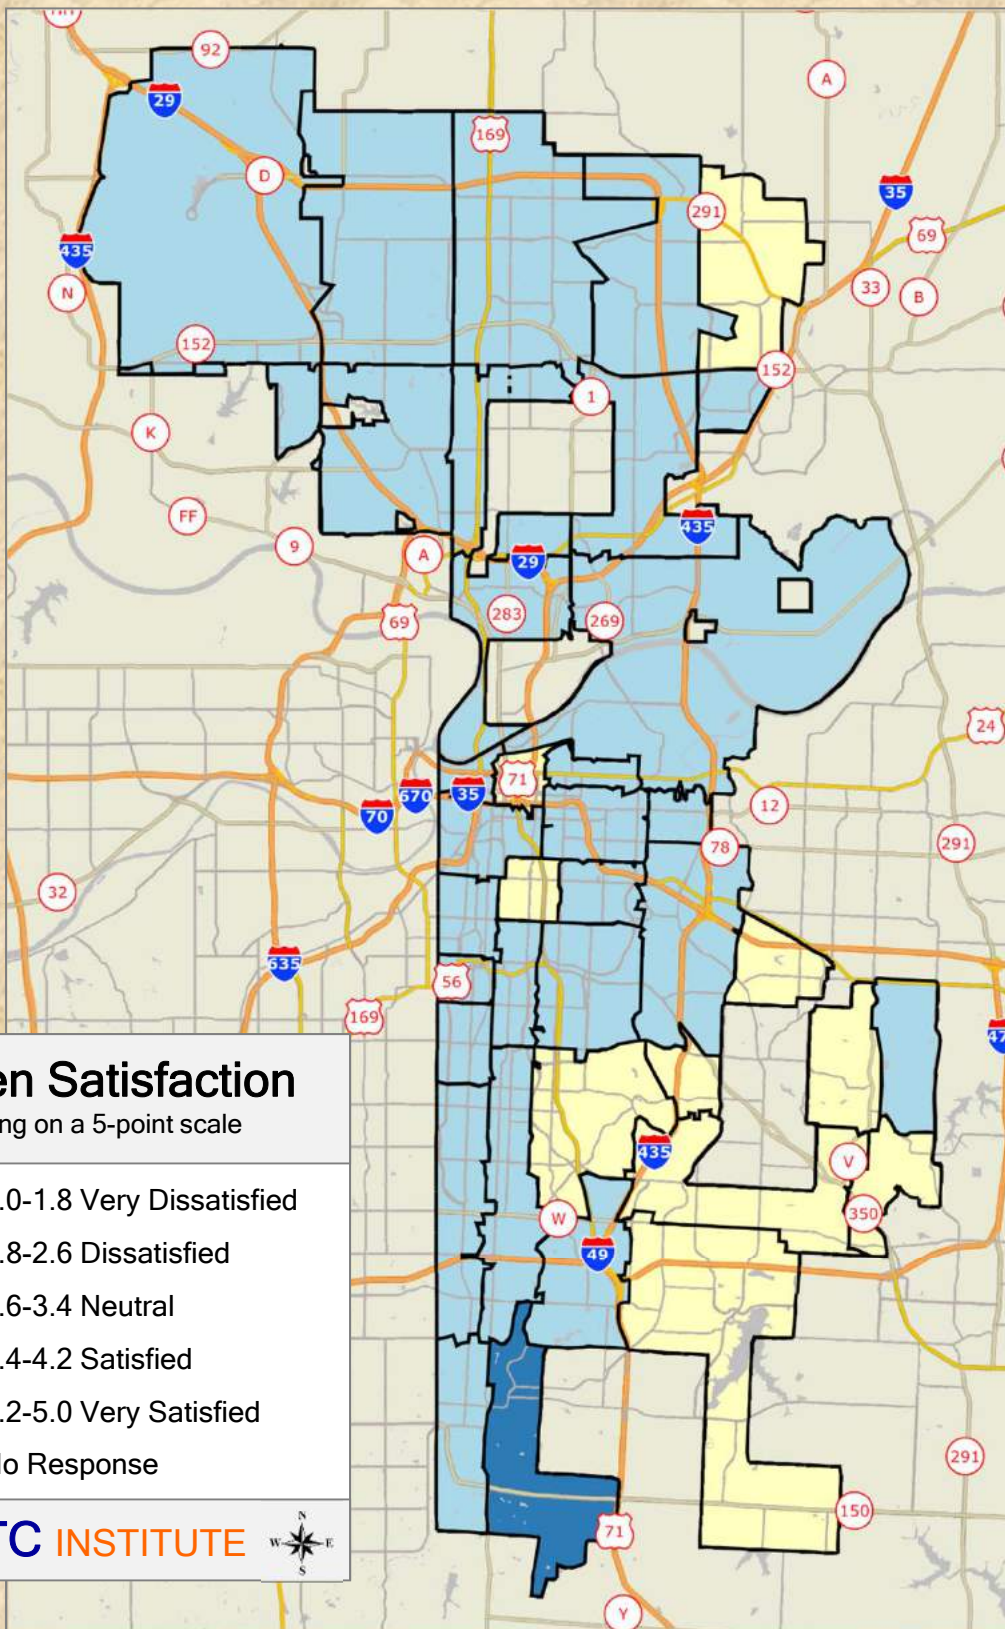 92
29
169
A
D
291
35
69
435
N
33
B
152
152
1
K
FF
435
9
A
29
283
269
69
24
71
670
35
12
70
78
291
32
635
56
169
47
en Satisfaction
ng on a 5-point scale
.0-1.8 Very Dissatisfied
.8-2.6 Dissatisfied
.6-3.4 Neutral
.4-4.2 Satisfied
.2-5.0 Very Satisfied
lo Response
TC INSTITUTE
N
W E
S
435
V
W
350
49
291
150
71
Y